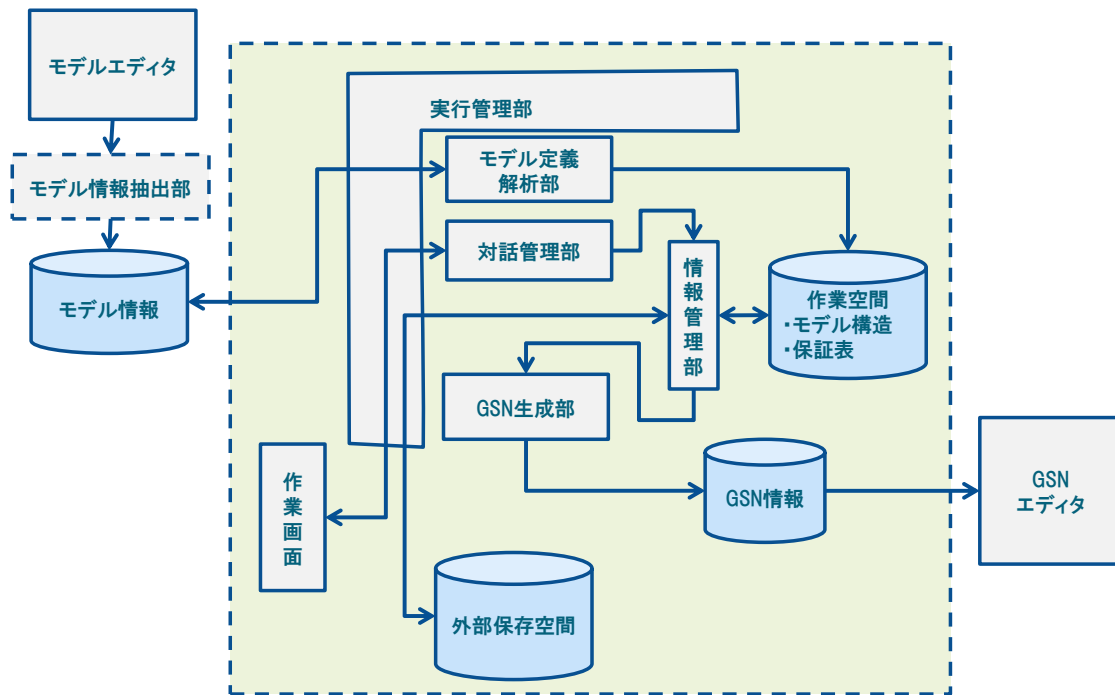 モデルエディタ
モデル情報抽出部
モデル情報
実行管理部
モデル定義
解析部
対話管理部
情
報
管
理
部
作業空間
・モデル構造
・保証表
GSN生成部
作
業
画
面
GSN情報
外部保存空間
GSN
エディタ